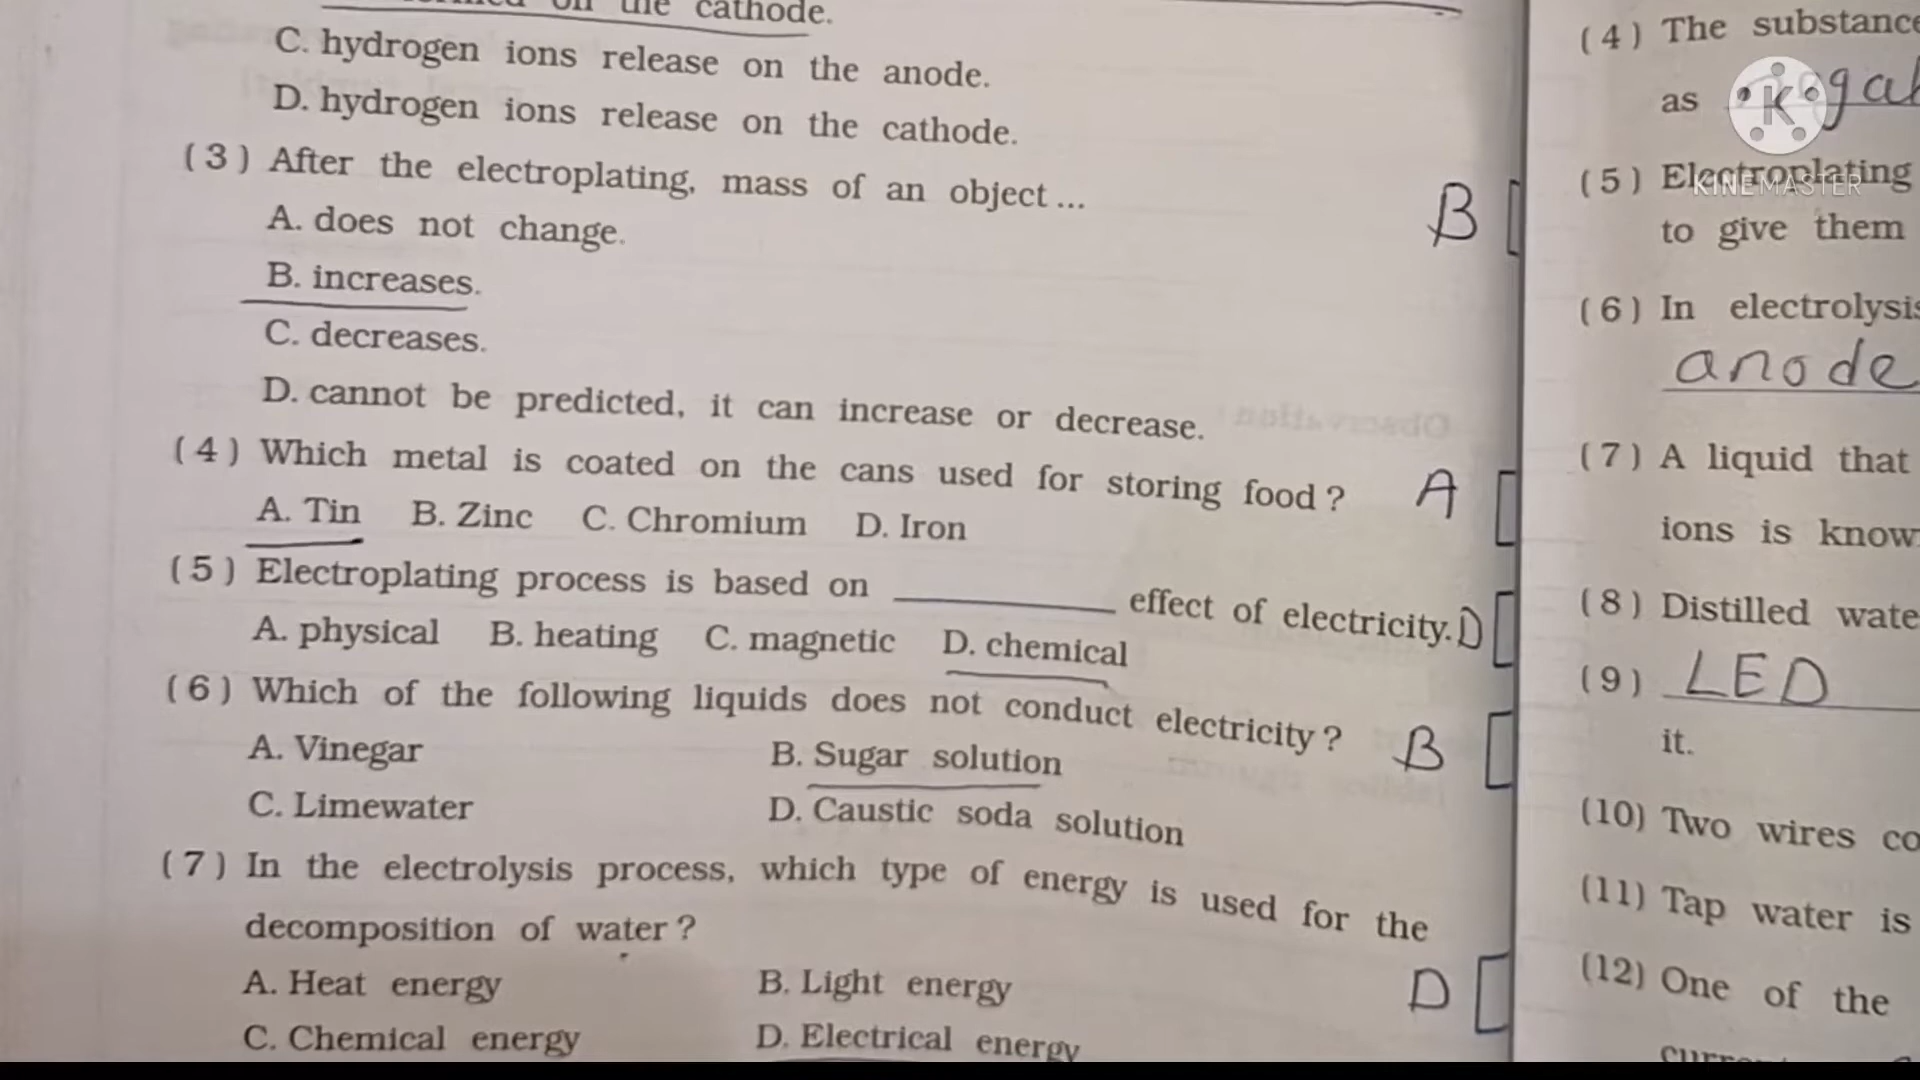 on the cathode.
C. hydrogen ions release on the anode.
D. hydrogen ions release on the cathode.
(3) After the electroplating, mass of an object ...
B
A. does not change.
B. increases.
C. decreases.
D. cannot be predicted, it can increase or decrease.
(4) Which metal is coated on the cans used for storing food ? A
A. Tin B. Zinc C. Chromium D. Iron
(5) Electroplating process is based on __________ effect of electricity. D
A. physical B. heating C. magnetic D. chemical
(6) Which of the following liquids does not conduct electricity ? B
A. Vinegar B. Sugar solution
C. Limewater D. Caustic soda solution
(7) In the electrolysis process, which type of energy is used for the
decomposition of water ?
D
A. Heat energy B. Light energy
C. Chemical energy D. Electrical energy
(4) The substance
as
K
KINEMASTER
(5) Electroplating
to give them
(6) In electrolysis
anode
(7) A liquid that
ions is know
(8) Distilled wate
(9) LED
it.
(10) Two wires co
(11) Tap water is
(12) One of the